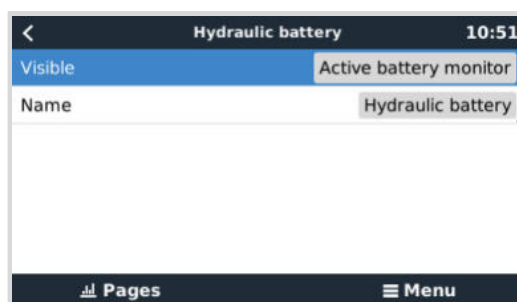 Hydraulic battery 10:51
Visible Active battery monitor
Name Hydraulic battery
Pages Menu